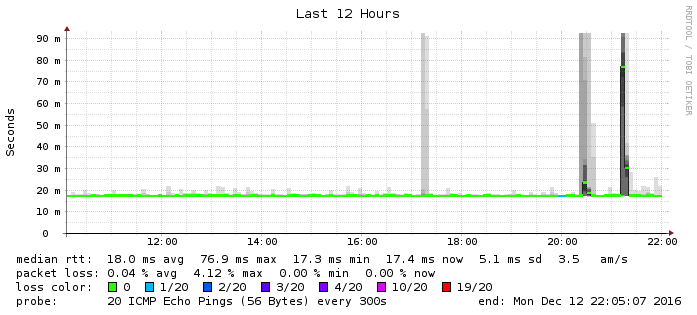 Last 12 Hours
RRDTOOL / TOBI OETIKER
Seconds
90 m
80 m
70 m
60 m
50 m
40 m
30 m
20 m
10 m
0
12:00 14:00 16:00 18:00 20:00 22:00
median rtt: 18.0 ms avg 76.9 ms max 17.3 ms min 17.4 ms now 5.1 ms sd 3.5 am/s
packet loss: 0.04 % avg 4.12 % max 0.00 % min 0.00 % now
loss color: 0 1/20 2/20 3/20 4/20 10/20 19/20
probe: 20 ICMP Echo Pings (56 Bytes) every 300s end: Mon Dec 12 22:05:07 2016